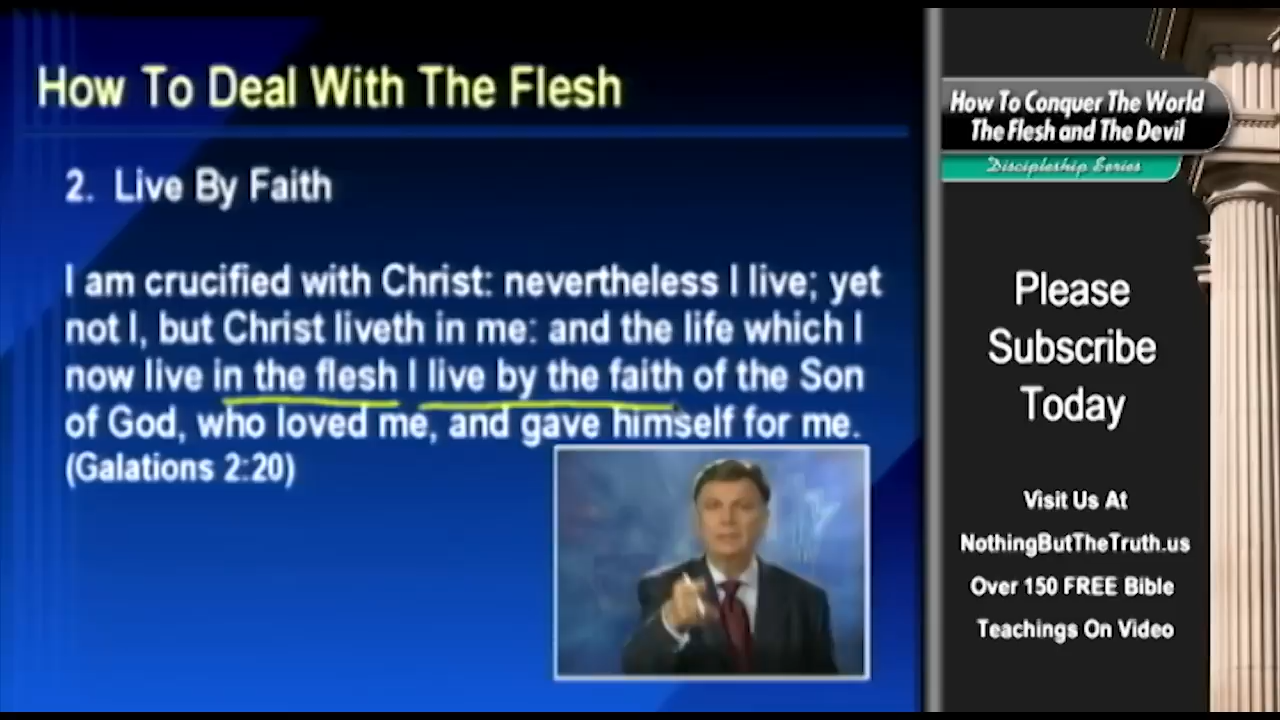 How To Deal With The Flesh
2. Live By Faith
I am crucified with Christ: nevertheless I live; yet
not I, but Christ liveth in me: and the life which I
now live in the flesh I live by the faith of the Son
of God, who loved me, and gave himself for me.
(Galations 2:20)
How To Conquer The World
The Flesh and The Devil
Discipleship Series
Please
Subscribe
Today
Visit Us At
NothingButTheTruth.us
Over 150 FREE Bible
Teachings On Video